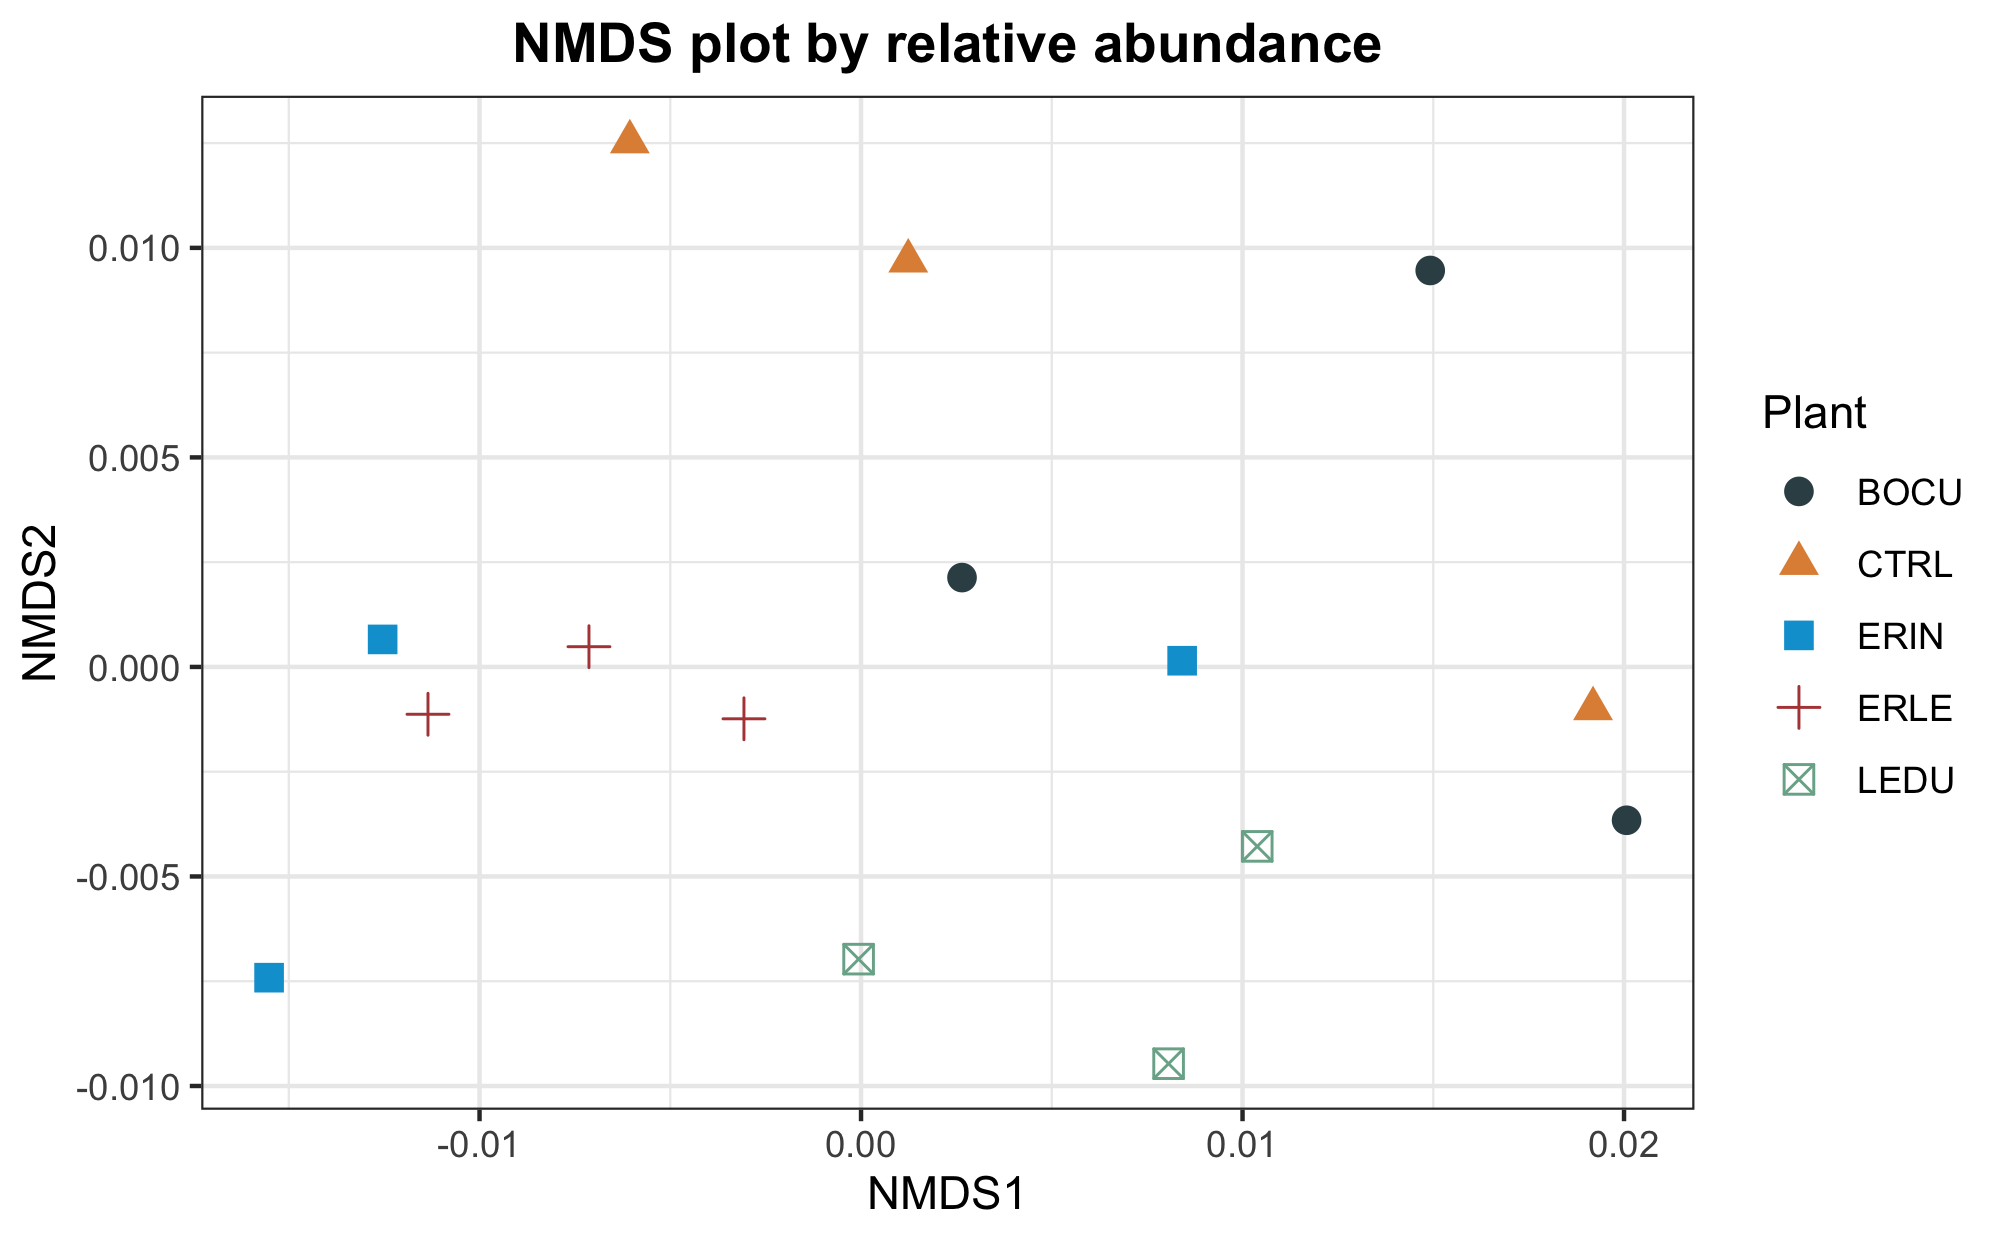 NMDS plot by relative abundance
NMDS2
0.010
0.005
0.000
-0.005
-0.010
-0.01
0.00
0.01
0.02
NMDS1
Plant
BOCU
CTRL
ERIN
ERLE
LEDU